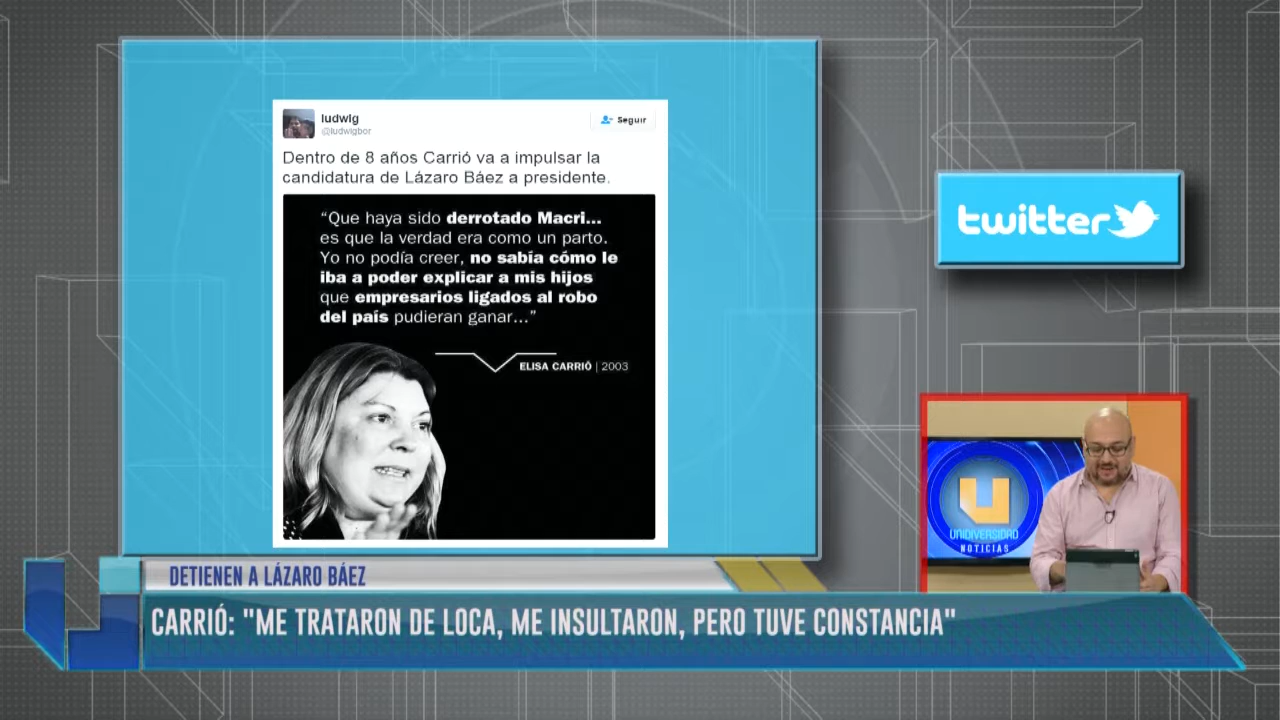 ludwig
@ludwigbor
Seguir
Dentro de 8 años Carrió va a impulsar la
candidatura de Lázaro Báez a presidente.
“Que haya sido derrotado Macri...
es que la verdad era como un parto.
Yo no podía creer, no sabía cómo le
iba a poder explicar a mis hijos
que empresarios ligados al robo
del país pudieran ganar...”
ELISA CARRIÓ | 2003
twitter
U
UNIDIVERSIDAD
NOTICIAS
DETIENEN A LÁZARO BÁEZ
CARRIÓ: "ME TRATARON DE LOCA, ME INSULTARON, PERO TUVE CONSTANCIA"